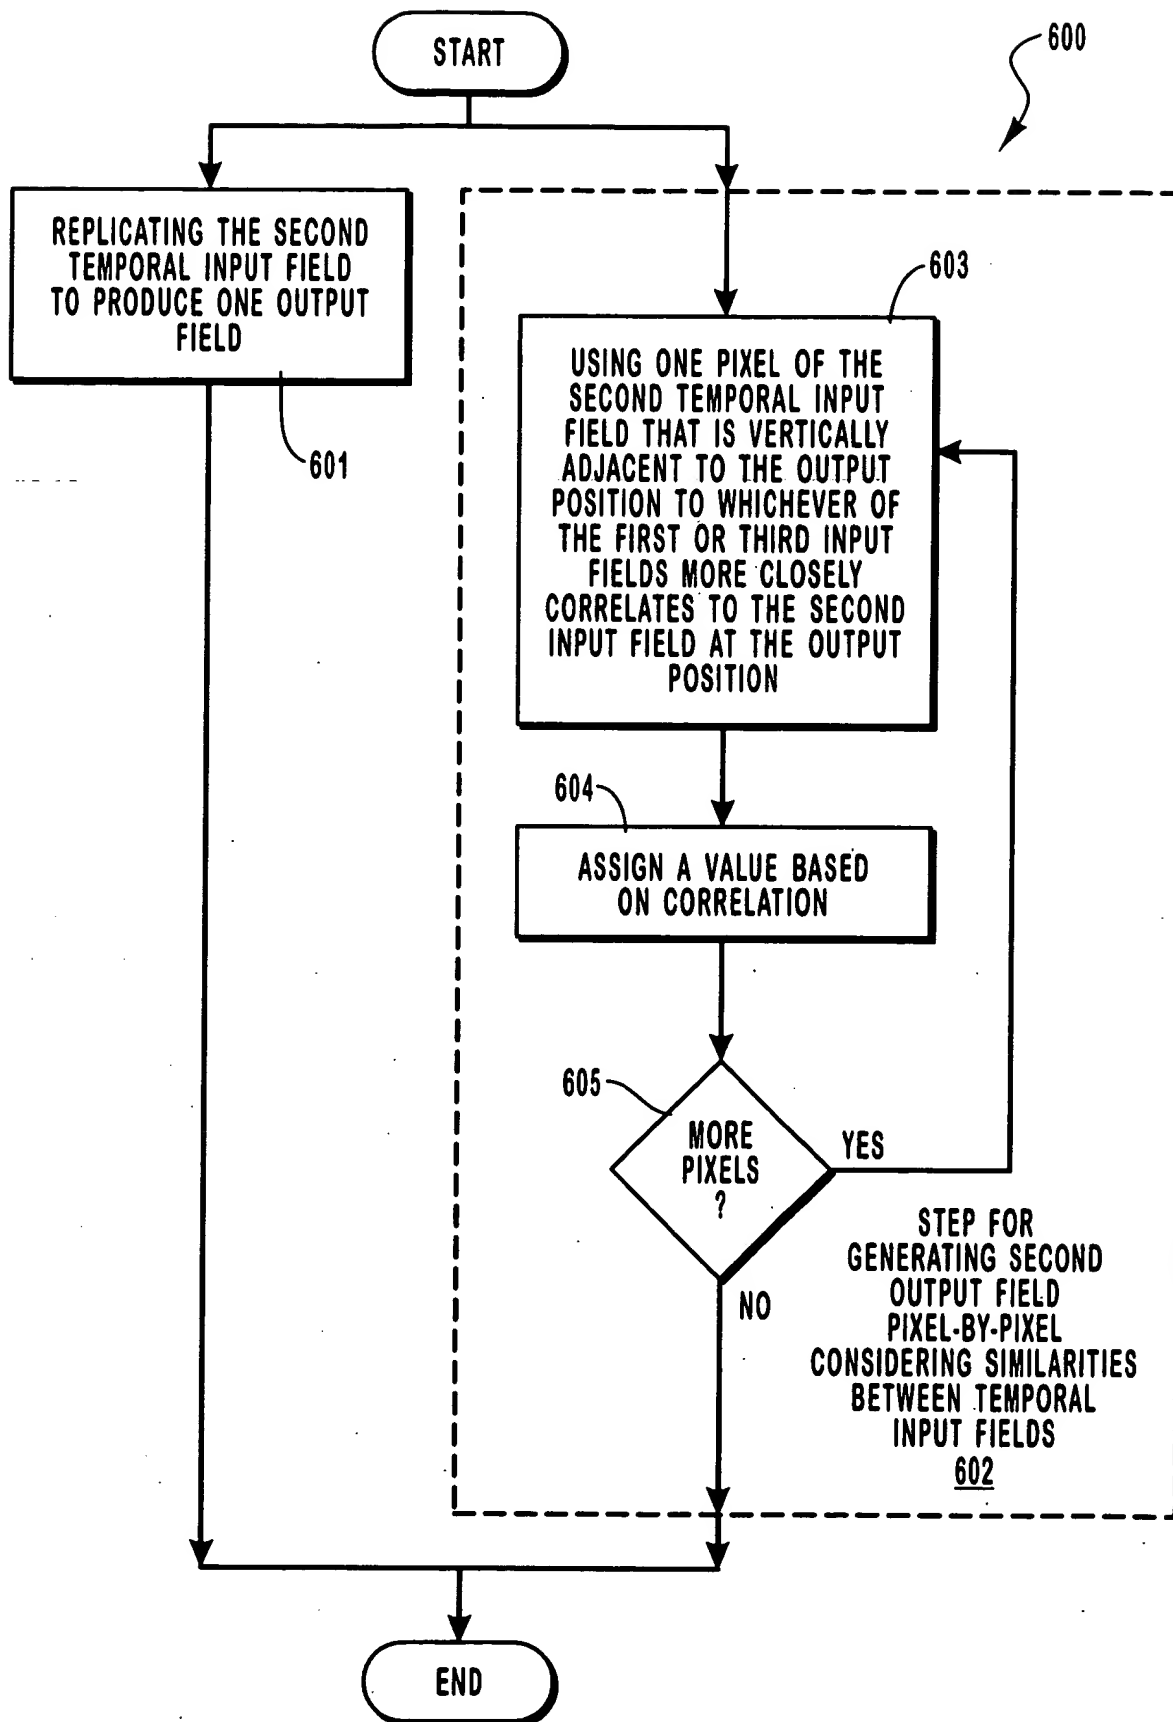 START
600
REPLICATING THE SECOND
TEMPORAL INPUT FIELD
TO PRODUCE ONE OUTPUT
FIELD
601
603
USING ONE PIXEL OF THE
SECOND TEMPORAL INPUT
FIELD THAT IS VERTICALLY
ADJACENT TO THE OUTPUT
POSITION TO WHICHEVER OF
THE FIRST OR THIRD INPUT
FIELDS MORE CLOSELY
CORRELATES TO THE SECOND
INPUT FIELD AT THE OUTPUT
POSITION
604
ASSIGN A VALUE BASED
ON CORRELATION
605
MORE
PIXELS
?
YES
NO
STEP FOR
GENERATING SECOND
OUTPUT FIELD
PIXEL-BY-PIXEL
CONSIDERING SIMILARITIES
BETWEEN TEMPORAL
INPUT FIELDS
602
END